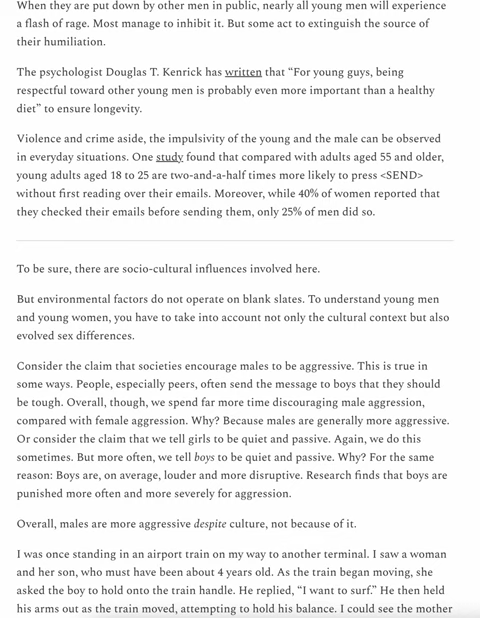 When they are put down by other men in public, nearly all young men will experience
a flash of rage. Most manage to inhibit it. But some act to extinguish the source of
their humiliation.
The psychologist Douglas T. Kenrick has written that “For young guys, being
respectful toward other young men is probably even more important than a healthy
diet” to ensure longevity.
Violence and crime aside, the impulsivity of the young and the male can be observed
in everyday situations. One study found that compared with adults aged 55 and older,
young adults aged 18 to 25 are two-and-a-half times more likely to press <SEND>
without first reading over their emails. Moreover, while 40% of women reported that
they checked their emails before sending them, only 25% of men did so.
To be sure, there are socio-cultural influences involved here.
But environmental factors do not operate on blank slates. To understand young men
and young women, you have to take into account not only the cultural context but also
evolved sex differences.
Consider the claim that societies encourage males to be aggressive. This is true in
some ways. People, especially peers, often send the message to boys that they should
be tough. Overall, though, we spend far more time discouraging male aggression,
compared with female aggression. Why? Because males are generally more aggressive.
Or consider the claim that we tell girls to be quiet and passive. Again, we do this
sometimes. But more often, we tell boys to be quiet and passive. Why? For the same
reason: Boys are, on average, louder and more disruptive. Research finds that boys are
punished more often and more severely for aggression.
Overall, males are more aggressive despite culture, not because of it.
I was once standing in an airport train on my way to another terminal. I saw a woman
and her son, who must have been about 4 years old. As the train began moving, she
asked the boy to hold onto the train handle. He replied, “I want to surf.” He then held
his arms out as the train moved, attempting to hold his balance. I could see the mother